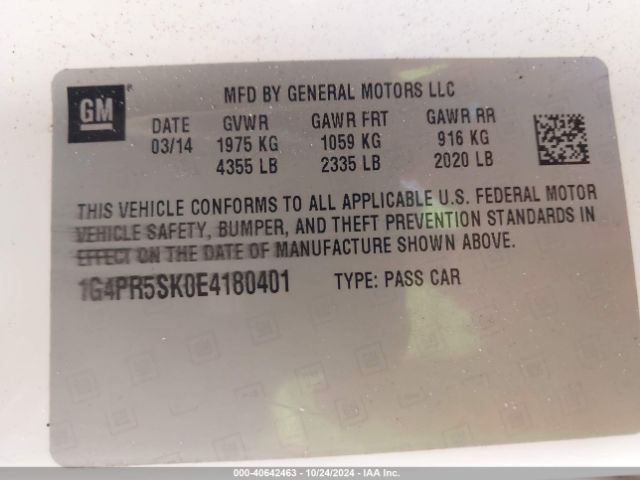 GM ® MFD BY GENERAL MOTORS LLC
DATE GVWR GAWR FRT GAWR RR
03/14 1975 KG 1059 KG 916 KG
4355 LB 2335 LB 2020 LB
THIS VEHICLE CONFORMS TO ALL APPLICABLE U.S. FEDERAL MOTOR
VEHICLE SAFETY, BUMPER, AND THEFT PREVENTION STANDARDS IN
EFFECT ON THE DATE OF MANUFACTURE SHOWN ABOVE.
1G4PR5SK0E4180401 TYPE: PASS CAR
000-40642463 - 10/24/2024 - IAA Inc.